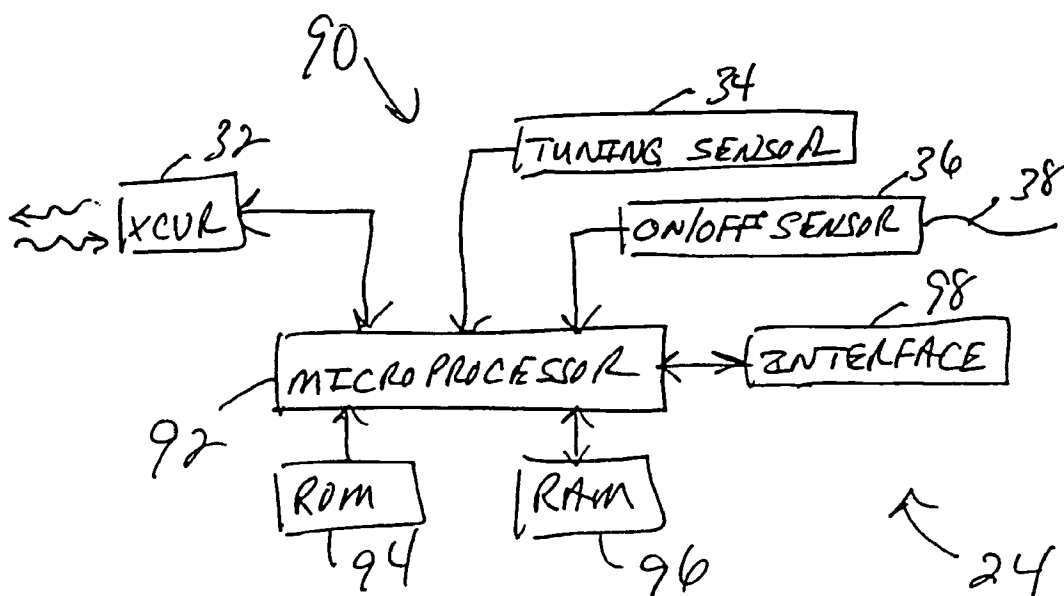 90
34
TUNING SENSOR
32
XCVR
36
38
ON/OFF SENSOR
98
INTERFACE
MICROPROCESSOR
92
ROM
RAM
94
96
24